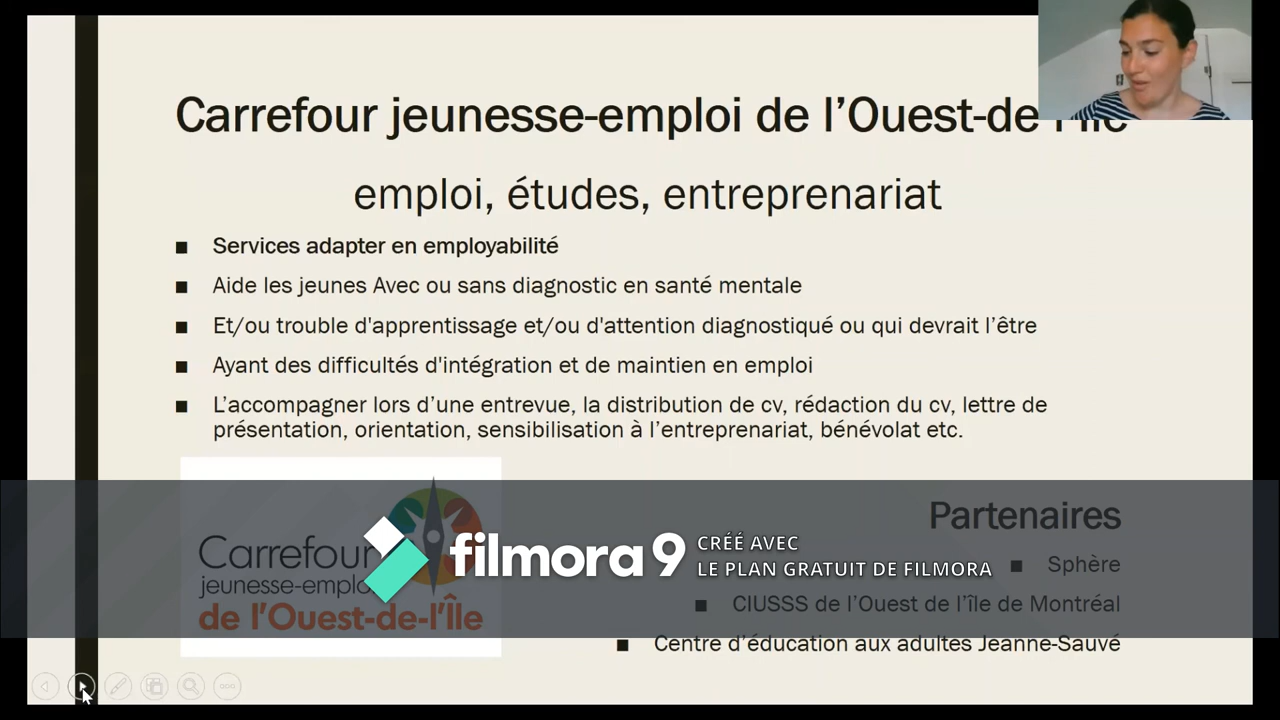 Carrefour jeunesse-emploi de l’Ouest-de-l’Île
emploi, études, entreprenariat
■ Services adapter en employabilité
■ Aide les jeunes Avec ou sans diagnostic en santé mentale
■ Et/ou trouble d'apprentissage et/ou d'attention diagnostiqué ou qui devrait l’être
■ Ayant des difficultés d'intégration et de maintien en emploi
■ L’accompagner lors d’une entrevue, la distribution de cv, rédaction du cv, lettre de
présentation, orientation, sensibilisation à l’entreprenariat, bénévolat etc.
Carrefour
jeunesse-emploi
de l’Ouest-de-l’Île
filmora 9
CRÉÉ AVEC
LE PLAN GRATUIT DE FILMORA
Partenaires
■ Sphère
■ CIUSSS de l’Ouest de l’île de Montréal
■ Centre d’éducation aux adultes Jeanne-Sauvé